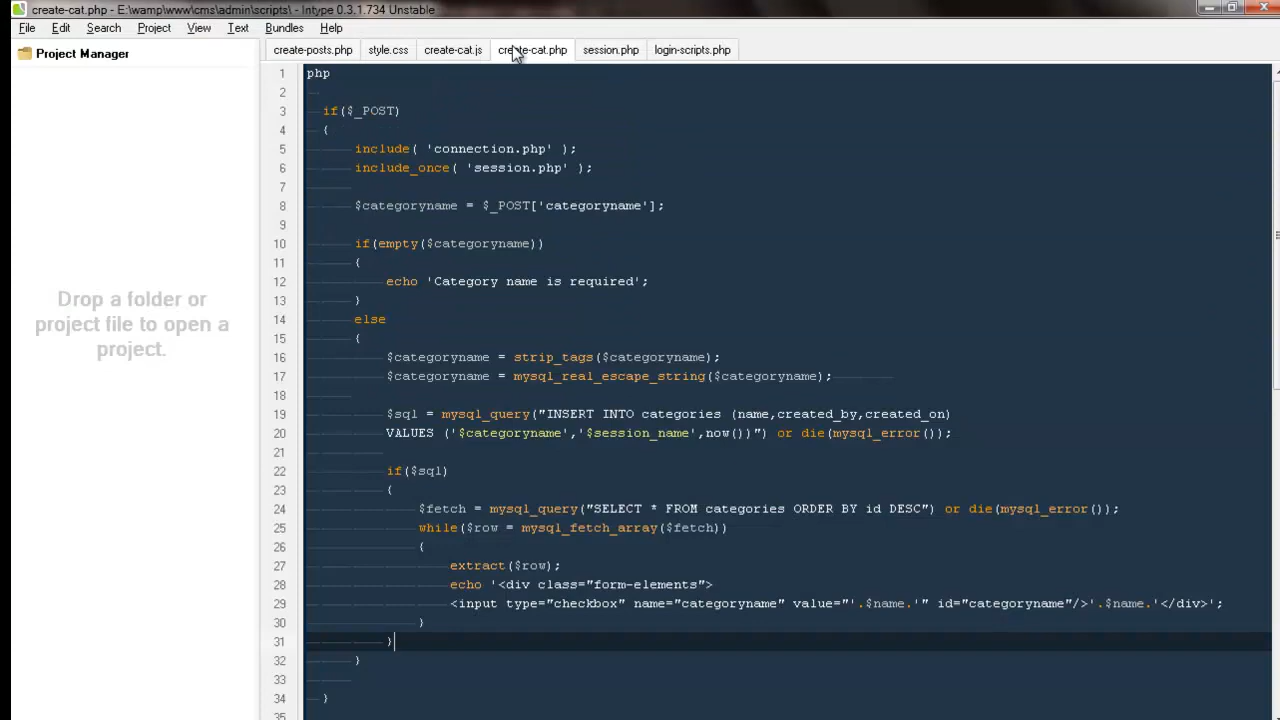 create-cat.php - E:\wamp\www\cms\admin\scripts\ - Intype 0.3.1.734 Unstable
File Edit Search Project View Text Bundles Help
Project Manager
create-posts.php style.css create-cat.js create-cat.php session.php login-scripts.php
Drop a folder or
project file to open a
project.
1 php
2
3 if($_POST)
4 {
5 include( 'connection.php' );
6 include_once( 'session.php' );
7
8 $categoryname = $_POST['categoryname'];
9
10 if(empty($categoryname))
11 {
12 echo 'Category name is required';
13 }
14 else
15 {
16 $categoryname = strip_tags($categoryname);
17 $categoryname = mysql_real_escape_string($categoryname);
18
19 $sql = mysql_query("INSERT INTO categories (name,created_by,created_on)
20 VALUES ('$categoryname','$session_name',now())") or die(mysql_error());
21
22 if($sql)
23 {
24 $fetch = mysql_query("SELECT * FROM categories ORDER BY id DESC") or die(mysql_error());
25 while($row = mysql_fetch_array($fetch))
26 {
27 extract($row);
28 echo '<div class="form-elements">
29 <input type="checkbox" name="categoryname" value="'.$name.'" id="categoryname"/>'.$name.'</div>';
30 }
31 }
32 }
33
34 }
35